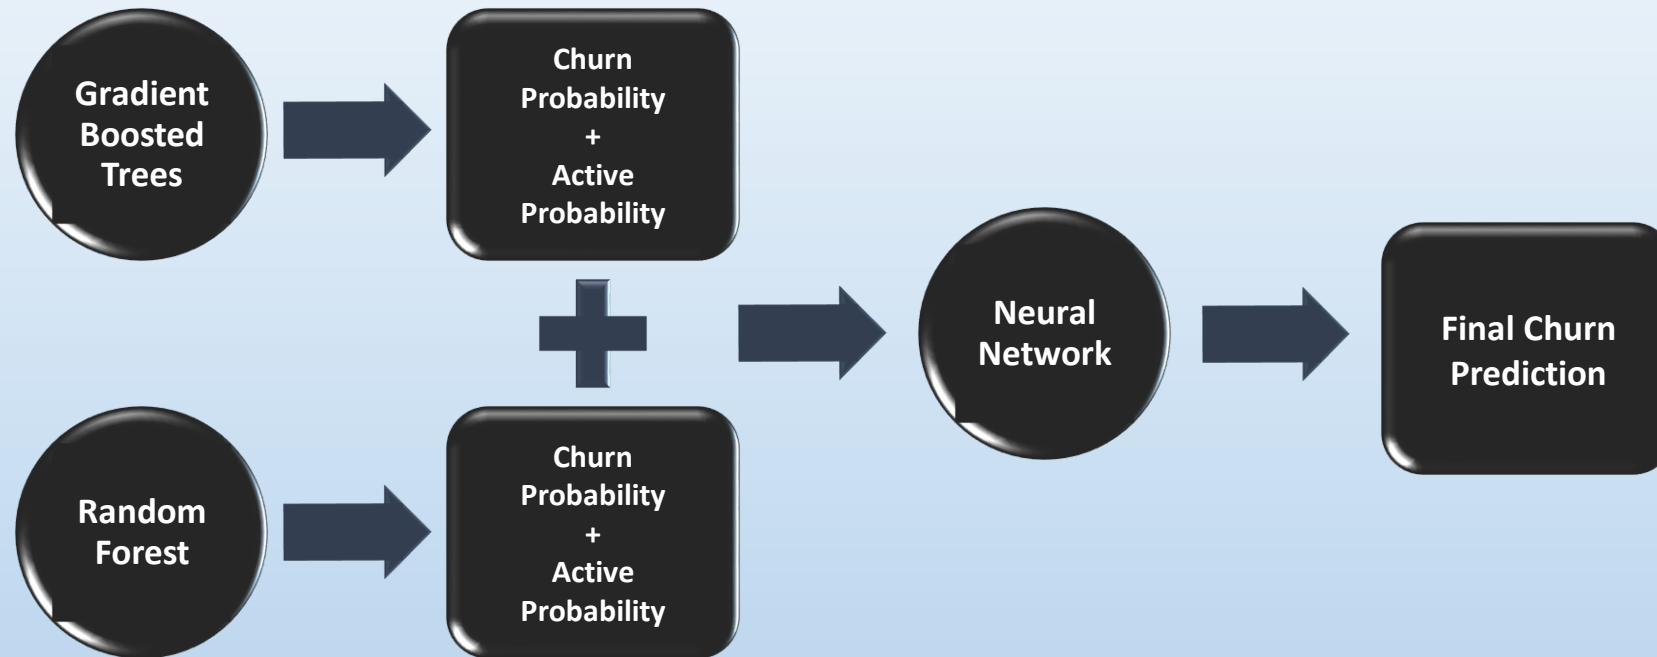 Gradient
Boosted
Trees
Churn
Probability
+
Active
Probability
Random
Forest
Churn
Probability
+
Active
Probability
Neural
Network
Final Churn
Prediction